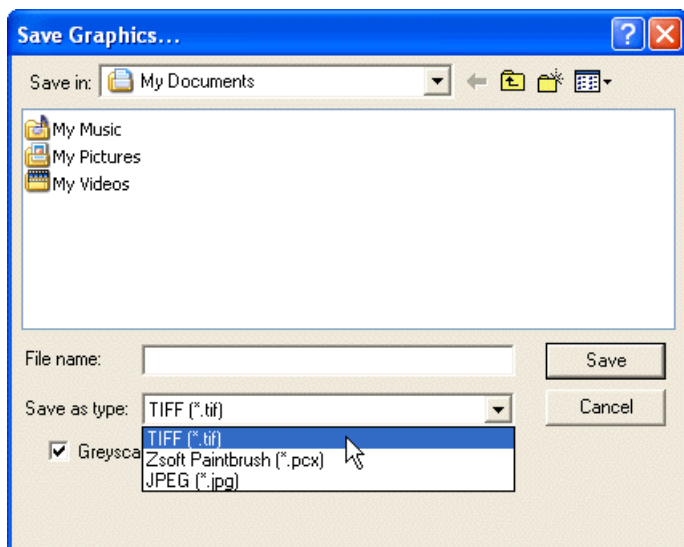 Save Graphics...
Save in: My Documents
My Music
My Pictures
My Videos
File name: Save
Save as type: TIFF (*.tif) Cancel
TIFF (*.tif)
Greysca Zsoft Paintbrush (*.pcx)
JPEG (*.jpg)